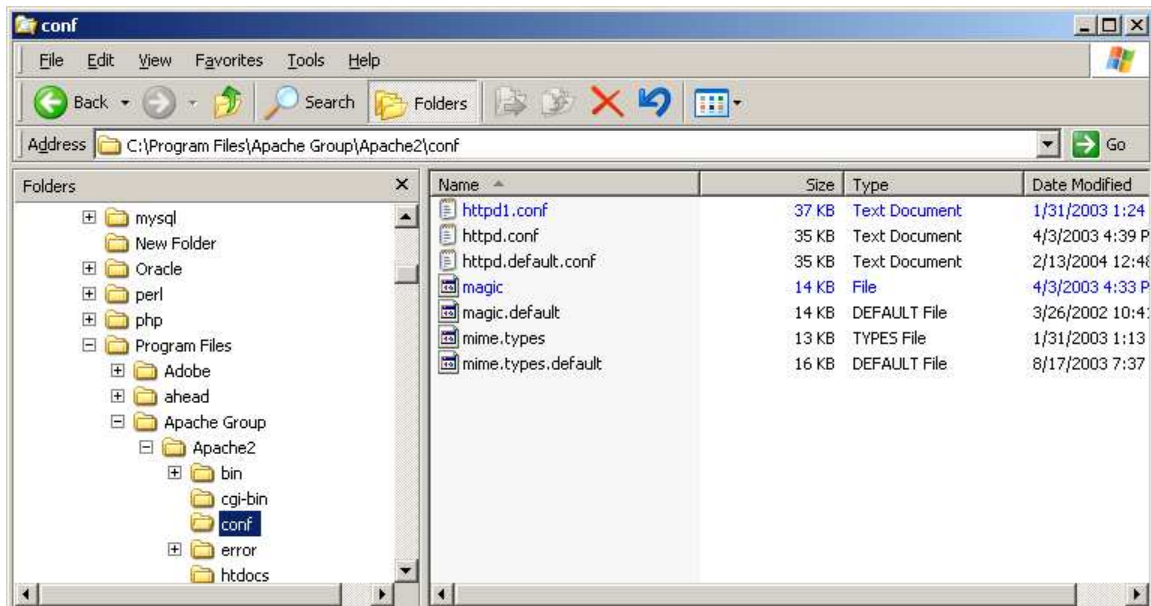 conf
File Edit View Favorites Tools Help
Back Search Folders
Address C:\Program Files\Apache Group\Apache2\conf Go
Folders
mysql
New Folder
Oracle
perl
php
Program Files
Adobe
ahead
Apache Group
Apache2
bin
cgi-bin
conf
error
htdocs
Name Size Type Date Modified
httpd1.conf 37 KB Text Document 1/31/2003 1:24
httpd.conf 35 KB Text Document 4/3/2003 4:39 P
httpd.default.conf 35 KB Text Document 2/13/2004 12:48
magic 14 KB File 4/3/2003 4:33 P
magic.default 14 KB DEFAULT File 3/26/2002 10:41
mime.types 13 KB TYPES File 1/31/2003 1:13
mime.types.default 16 KB DEFAULT File 8/17/2003 7:37